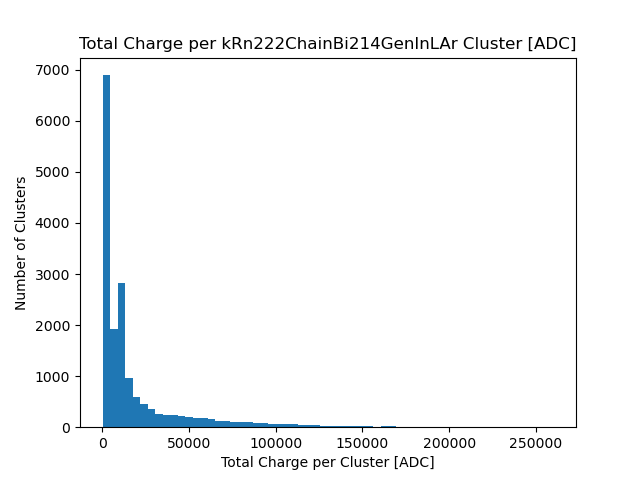 Total Charge per kRn222ChainBi214GenInLAr Cluster [ADC]
7000
6000
5000
4000
3000
2000
1000
0
Number of Clusters
0 50000 100000 150000 200000 250000
Total Charge per Cluster [ADC]